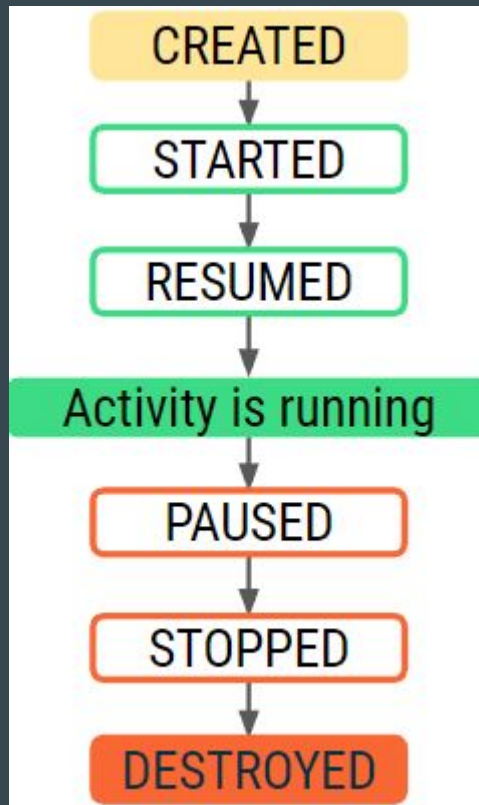 CREATED
STARTED
RESUMED
Activity is running
PAUSED
STOPPED
DESTROYED